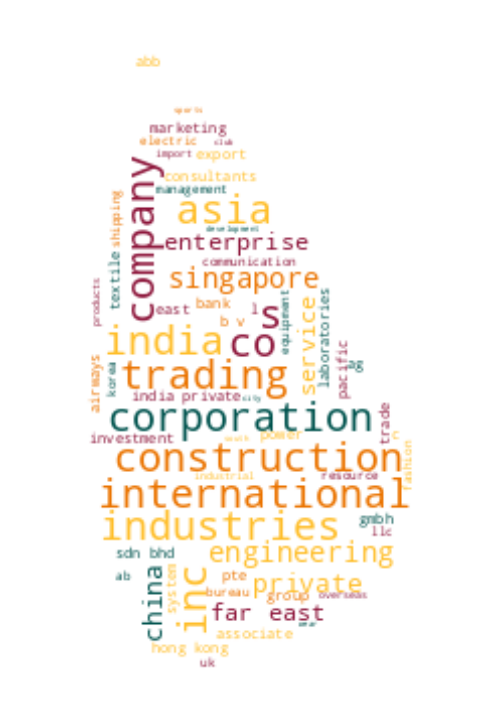 abb
sports
marketing
electric club
import export
consultants
management
company
asia
shipping
development
enterprise
textile
communication
singapore
products
equipment
laboratories
east bank l s
b v
service
india co
pacific
ag
airways
korea
trading
india private city
corporation
trade
investment south power n
construction
fashion
industrial resource
international
industries gmbh
llc
engineering
sdn bhd
ab china system inc pte private
bureau group overseas
far east
associate
hong kong
uk